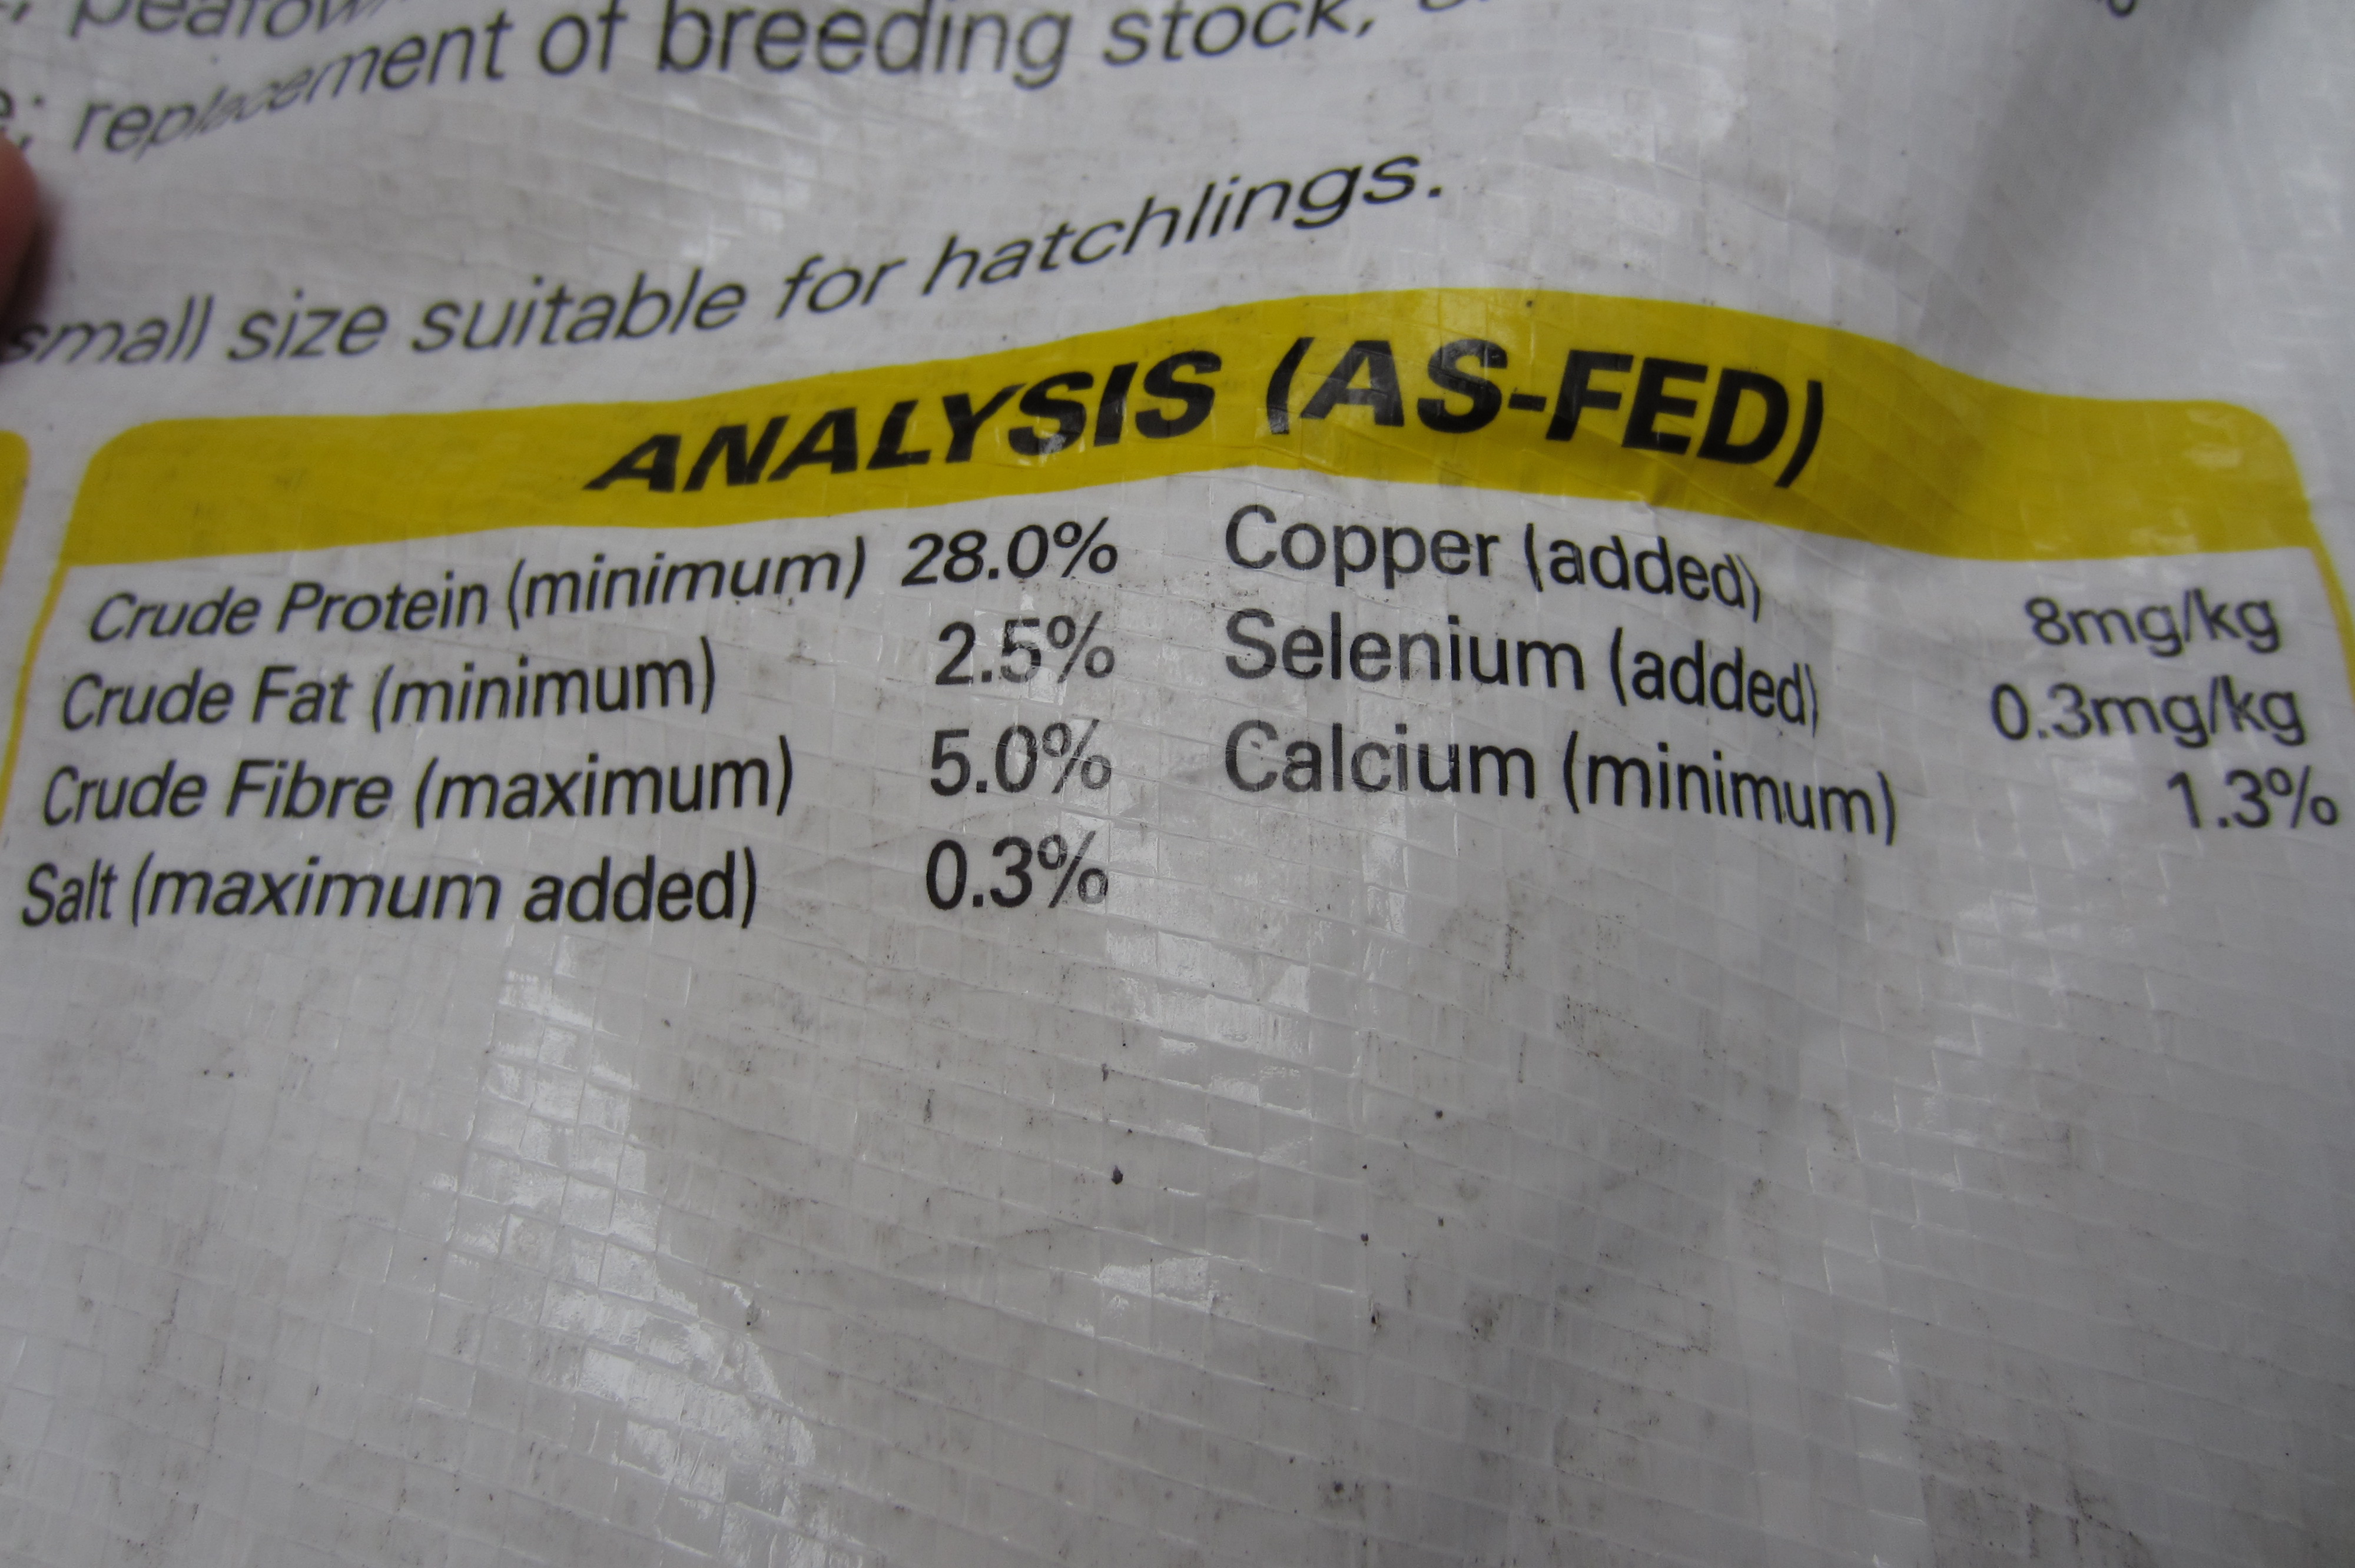 peafow
replacement of breeding stock,
small size suitable for hatchlings.
ANALYSIS (AS-FED)
Crude Protein (minimum) 28.0%
Crude Fat (minimum) 2.5%
Crude Fibre (maximum) 5.0%
Salt (maximum added) 0.3%
Copper (added) 8mg/kg
Selenium (added) 0.3mg/kg
Calcium (minimum) 1.3%